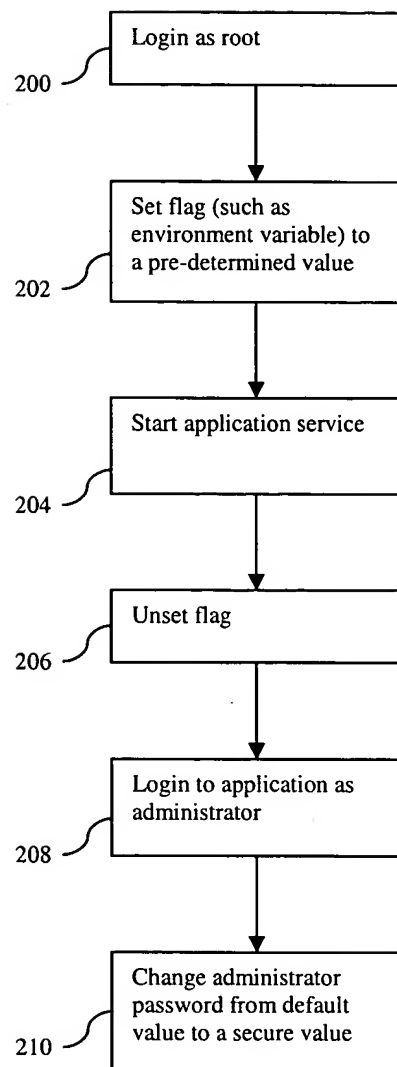 Login as root
200
Set flag (such as
environment variable) to
a pre-determined value
202
Start application service
204
Unset flag
206
Login to application as
administrator
208
Change administrator
password from default
value to a secure value
210